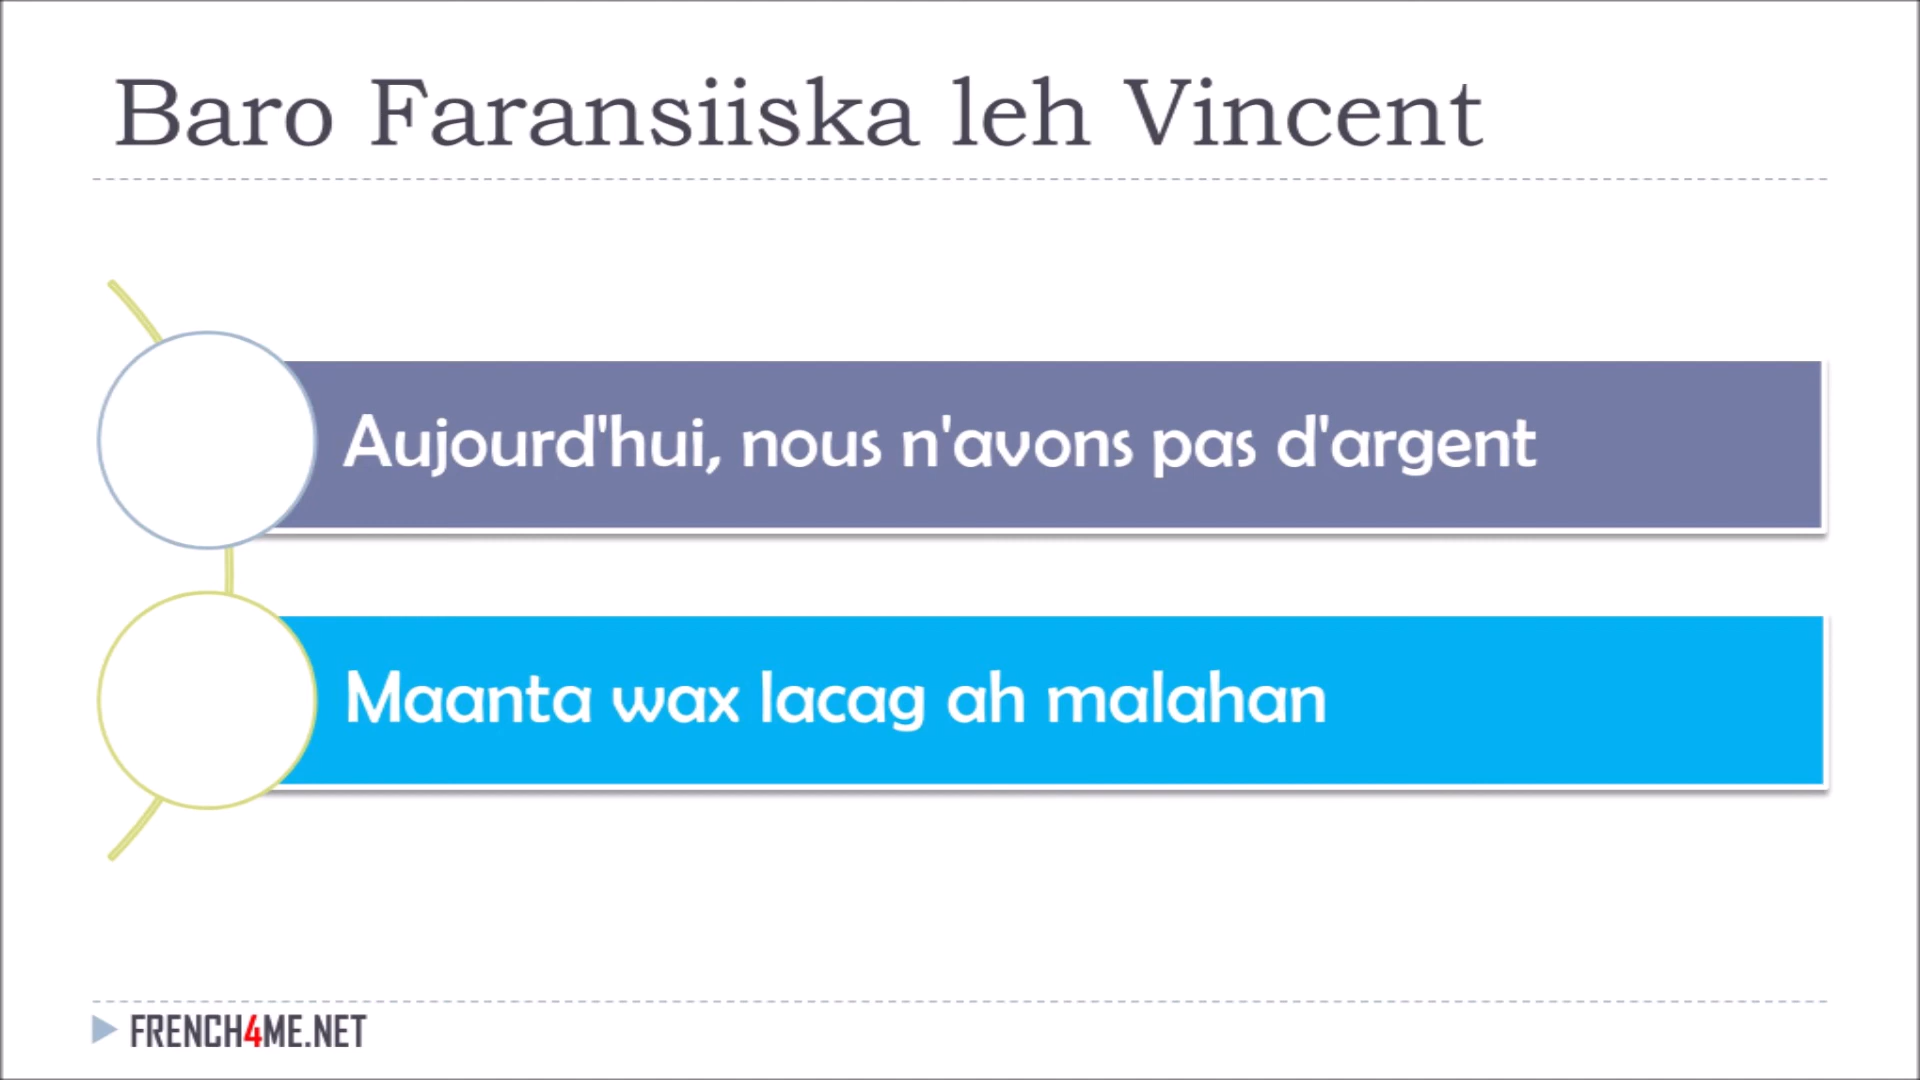 Baro Faransiiska leh Vincent
Aujourd'hui, nous n'avons pas d'argent
Maanta wax lacag ah malahan
FRENCH4ME.NET